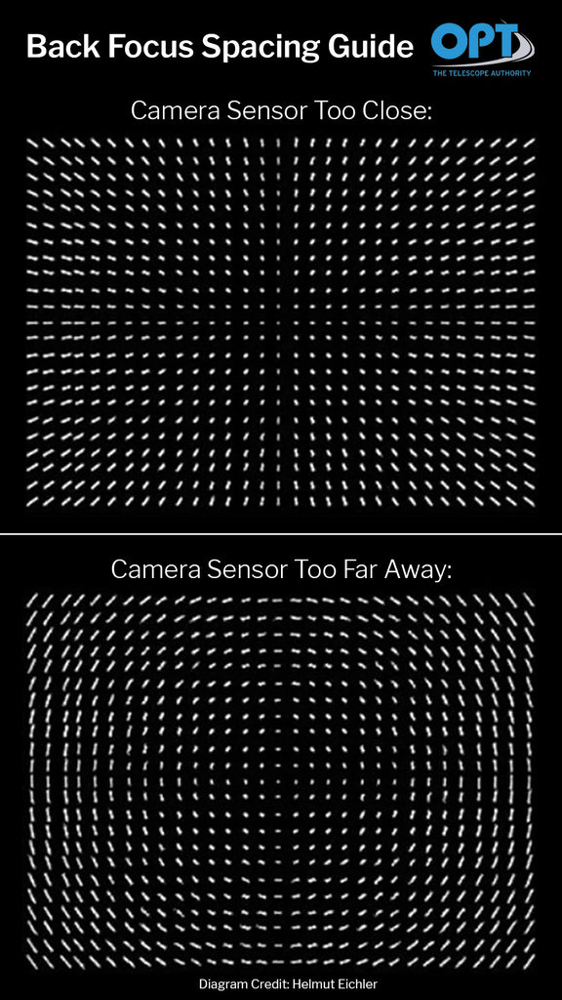 Back Focus Spacing Guide
OPT
THE TELESCOPE AUTHORITY
Camera Sensor Too Close:
Camera Sensor Too Far Away:
Diagram Credit: Helmut Eichler